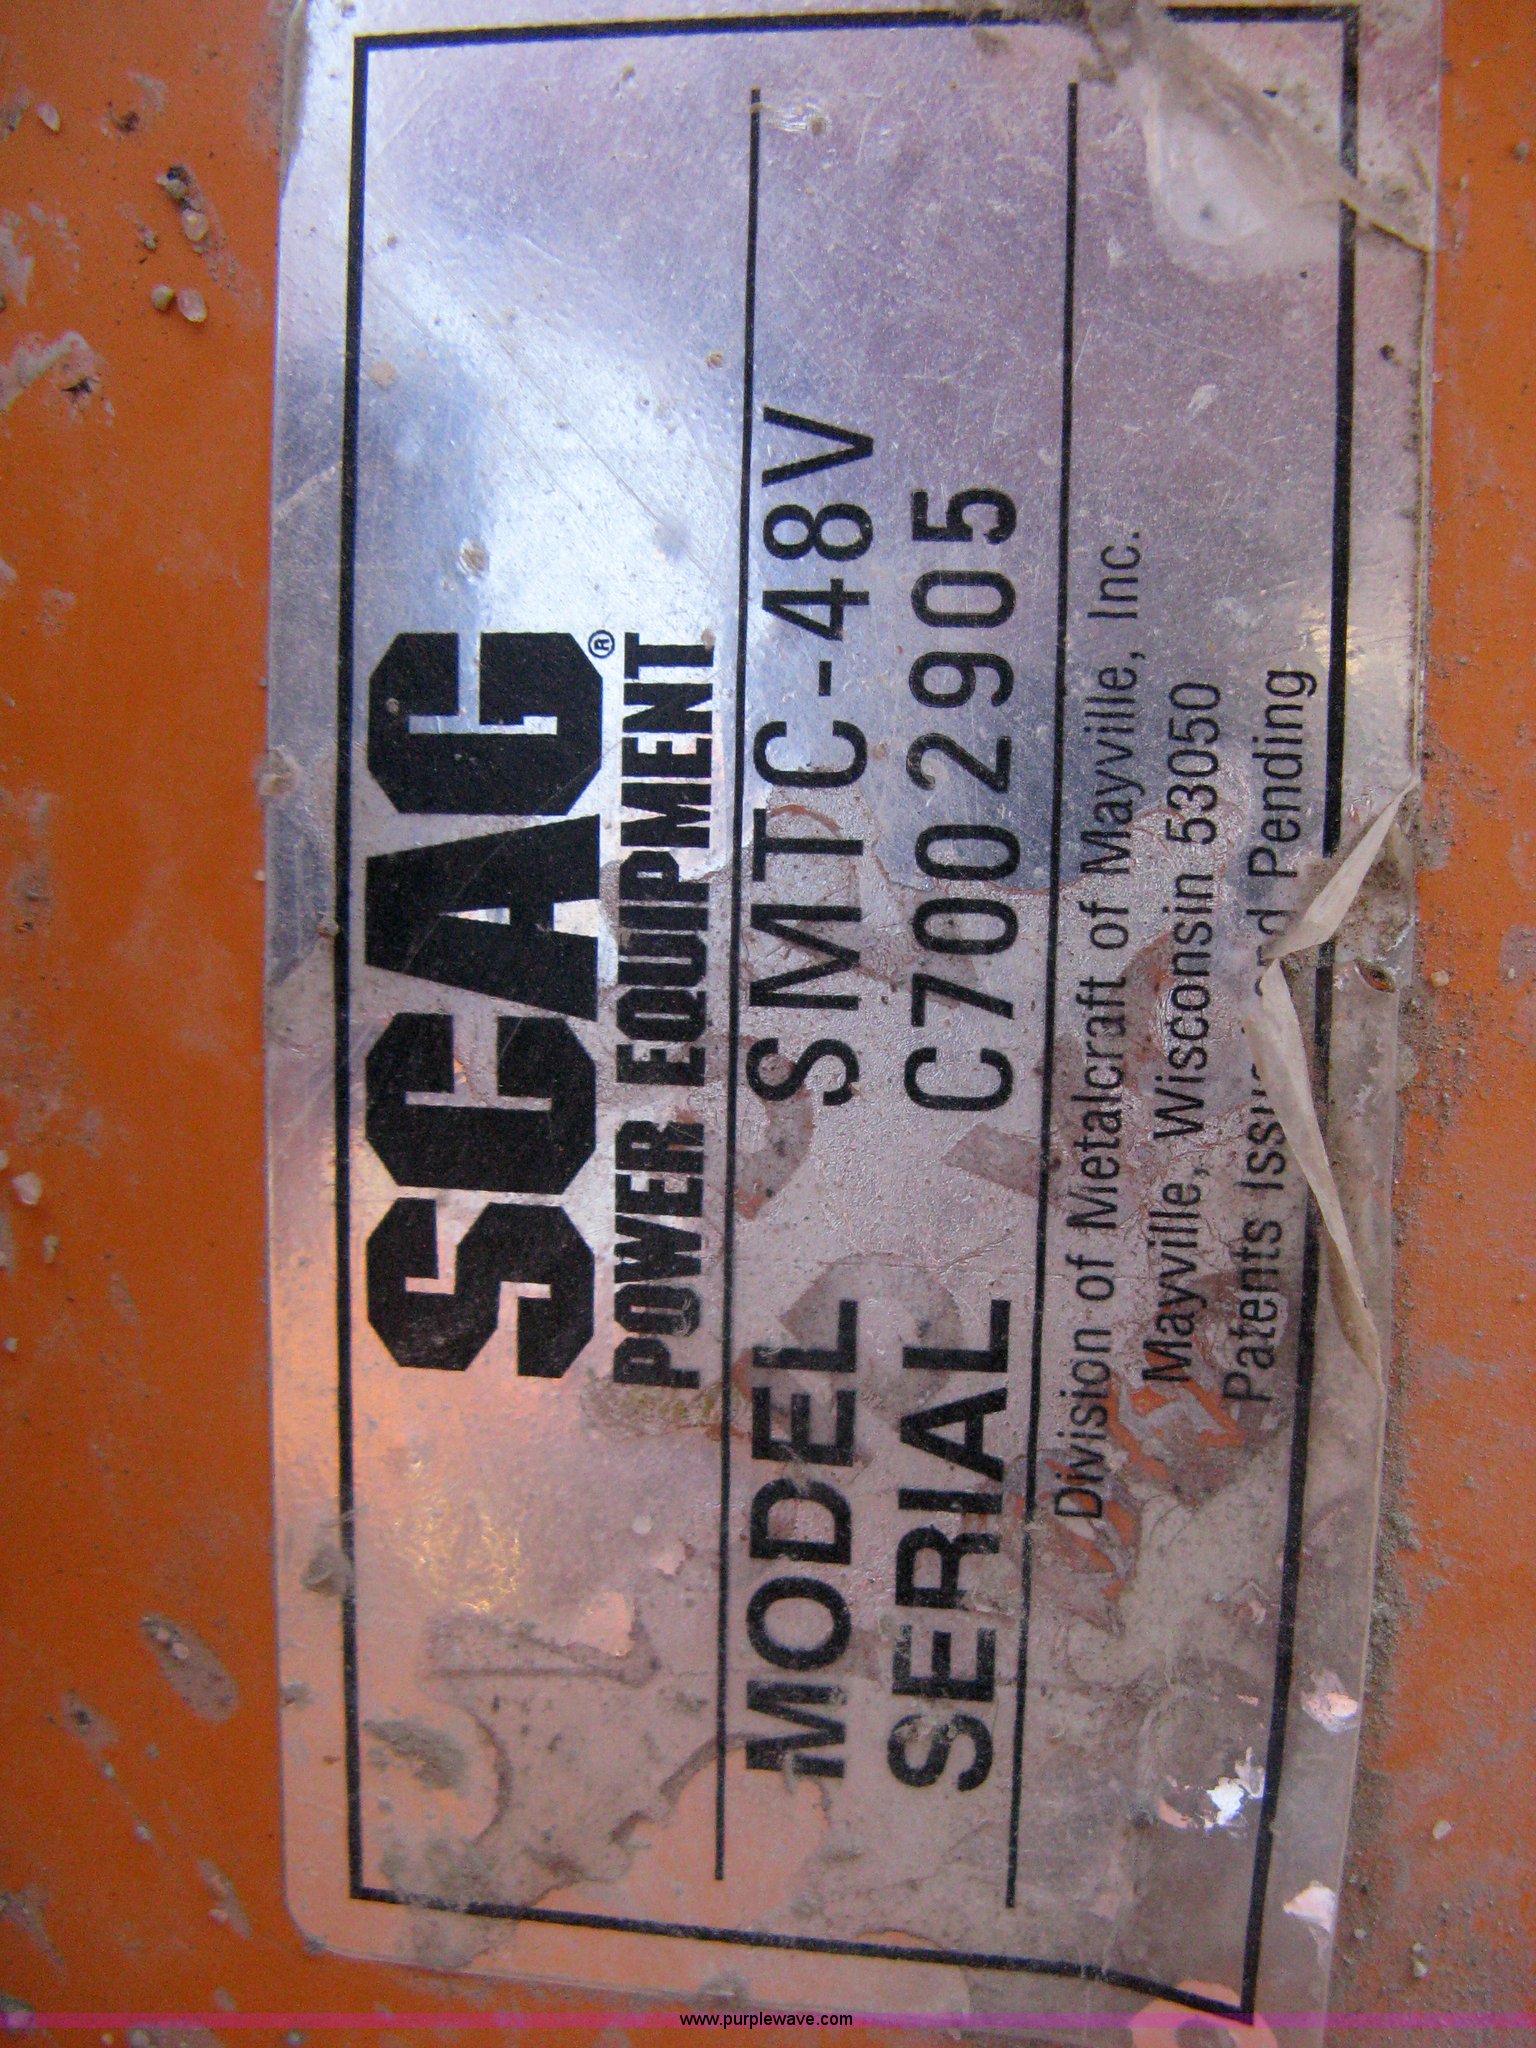 SCAG®
POWER EQUIPMENT
MODEL SMTC-48V
SERIAL C7002905
Division of Metalcraft of Mayville, Inc.
Mayville, Wisconsin 53050
Patents and Pending
www.purplewave.com